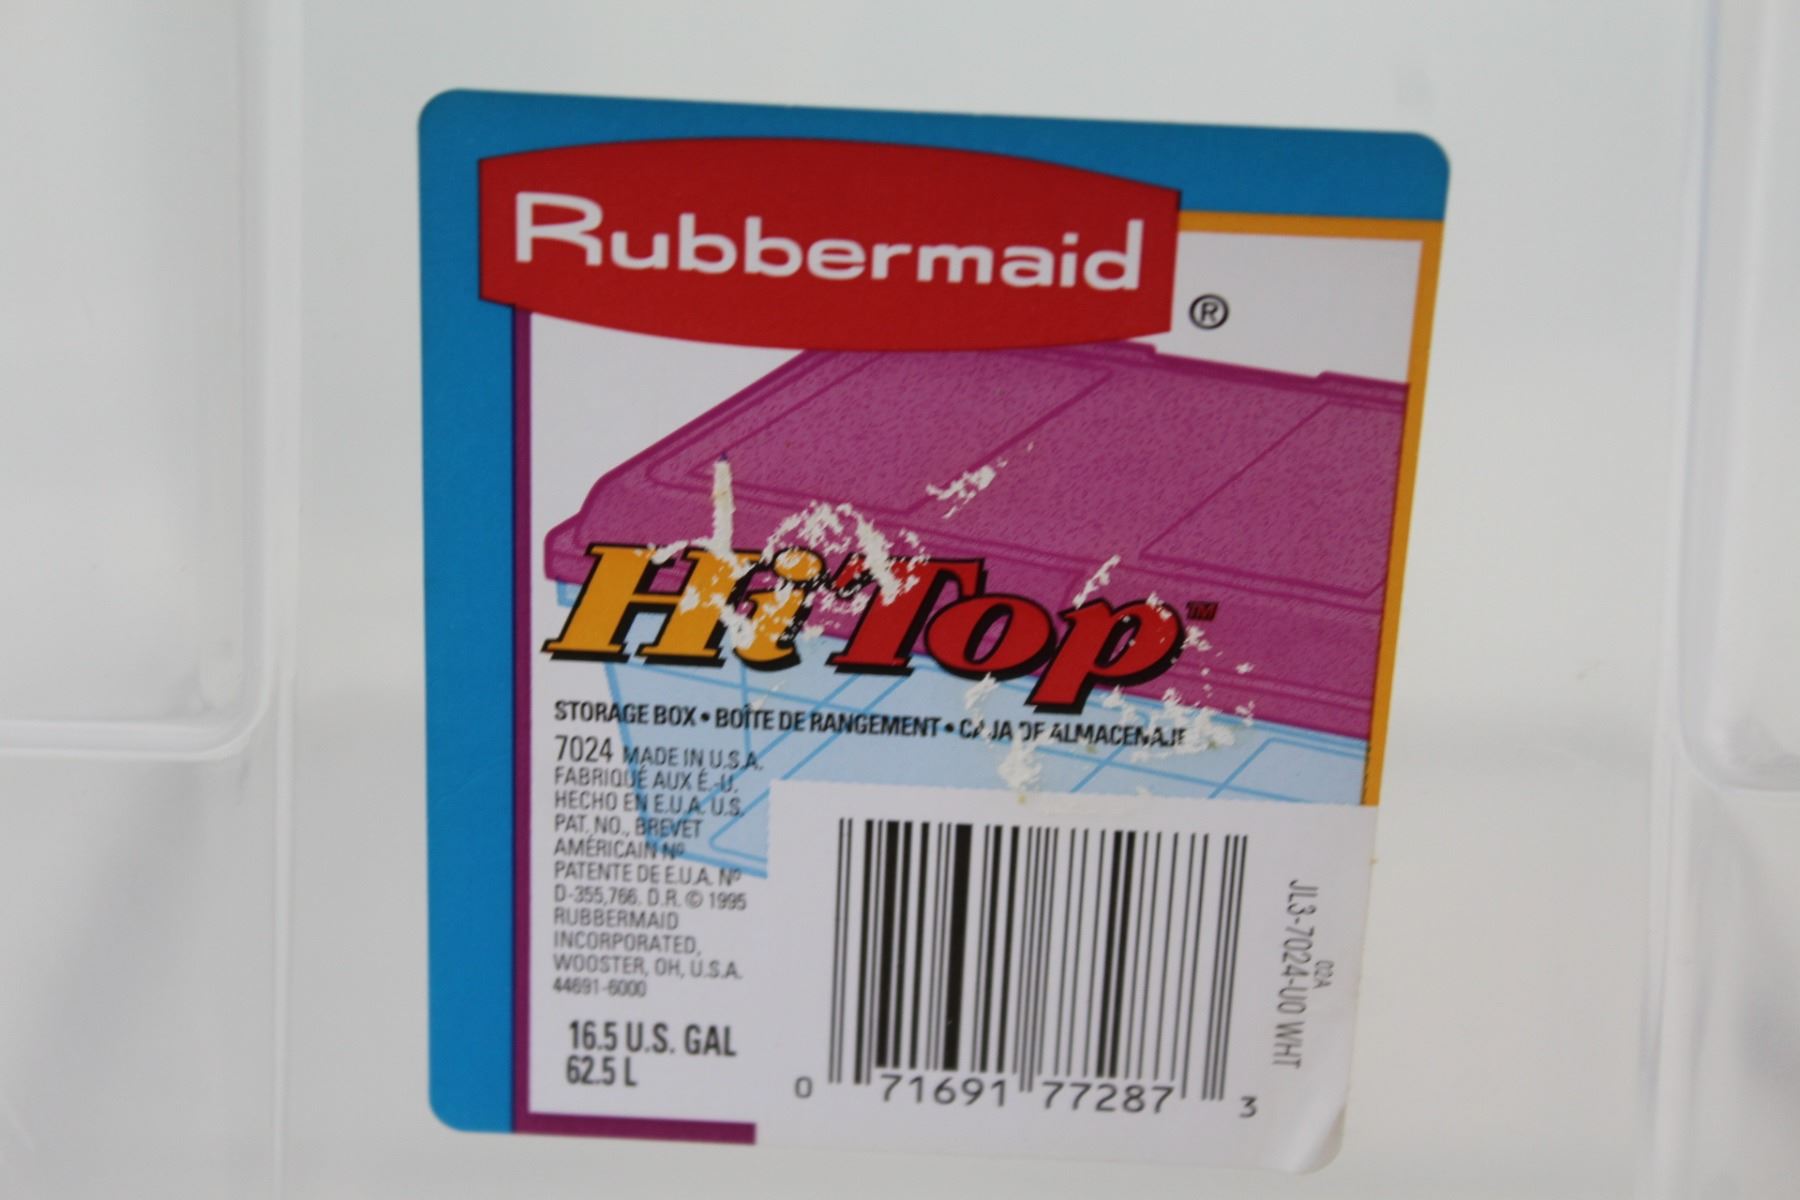 Rubbermaid
®
Hi Top™
STORAGE BOX • BOÎTE DE RANGEMENT • CAJA DE ALMACENAJE
7024 MADE IN U.S.A.
FABRIQUÉ AUX É.-U.
HECHO EN E.U.A. U.S.
PAT. NO., BREVET
AMÉRICAIN Nº
PATENTE DE E.U.A. Nº
D-355,766. D.R. © 1995
RUBBERMAID
INCORPORATED,
WOOSTER, OH, U.S.A.
44691-6000
16.5 U.S. GAL
62.5 L
0 71691 77287 3
02A
JL3-7024-U0 WHT